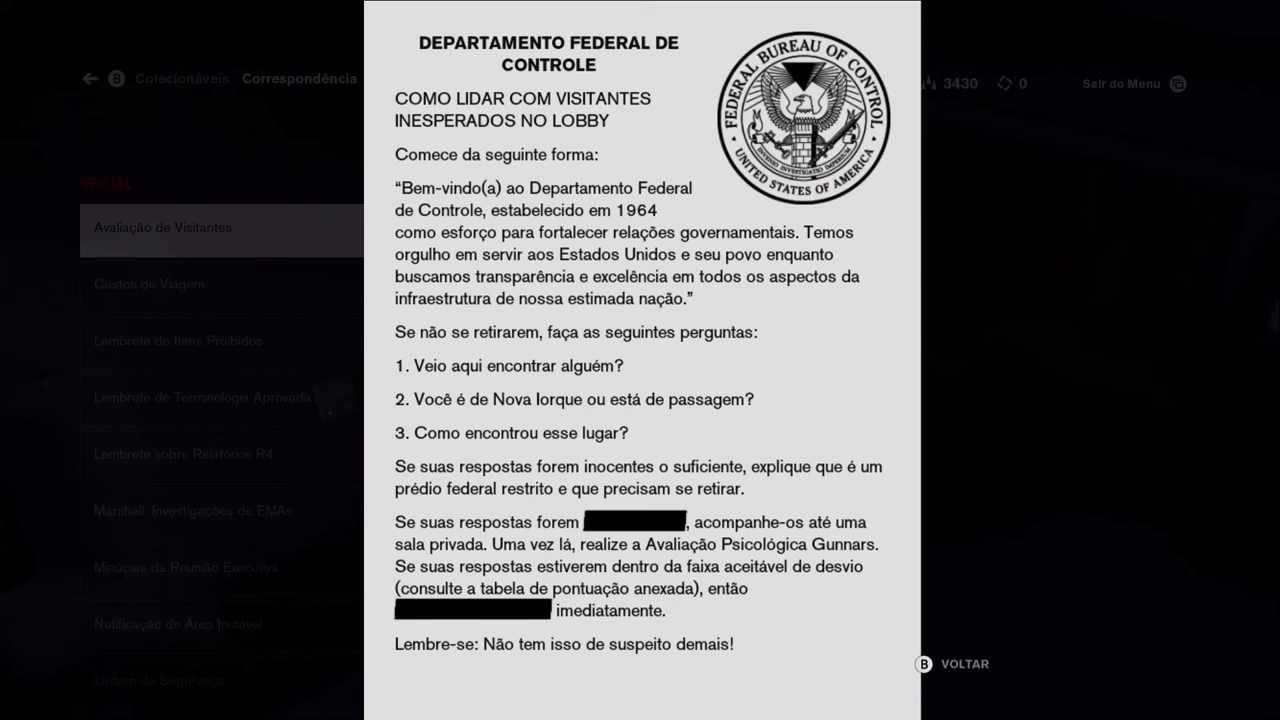 DEPARTAMENTO FEDERAL DE
CONTROLE
FEDERAL BUREAU OF CONTROL
UNITED STATES OF AMERICA
COMO LIDAR COM VISITANTES
INESPERADOS NO LOBBY
Comece da seguinte forma:
“Bem-vindo(a) ao Departamento Federal
de Controle, estabelecido em 1964
como esforço para fortalecer relações governamentais. Temos
orgulho em servir aos Estados Unidos e seu povo enquanto
buscamos transparência e excelência em todos os aspectos da
infraestrutura de nossa estimada nação.”
Se não se retirarem, faça as seguintes perguntas:
1. Veio aqui encontrar alguém?
2. Você é de Nova Iorque ou está de passagem?
3. Como encontrou esse lugar?
Se suas respostas forem inocentes o suficiente, explique que é um
prédio federal restrito e que precisam se retirar.
Se suas respostas forem , acompanhe-os até uma
sala privada. Uma vez lá, realize a Avaliação Psicológica Gunnars.
Se suas respostas estiverem dentro da faixa aceitável de desvio
(consulte a tabela de pontuação anexada), então
imediatamente.
Lembre-se: Não tem isso de suspeito demais!
B Colecionáveis Correspondência
3430 0 Sair do Menu
OFICIAL
Avaliação de Visitantes
Custos de Viagem
Lembrete de Itens Proibidos
Lembrete de Terminologia Aprovada
Lembrete sobre Relatórios R4
Marshall: Investigações de EMAs
Minúcias da Reunião Executiva
Notificação de Área Instável
Ordem de Segurança
B VOLTAR